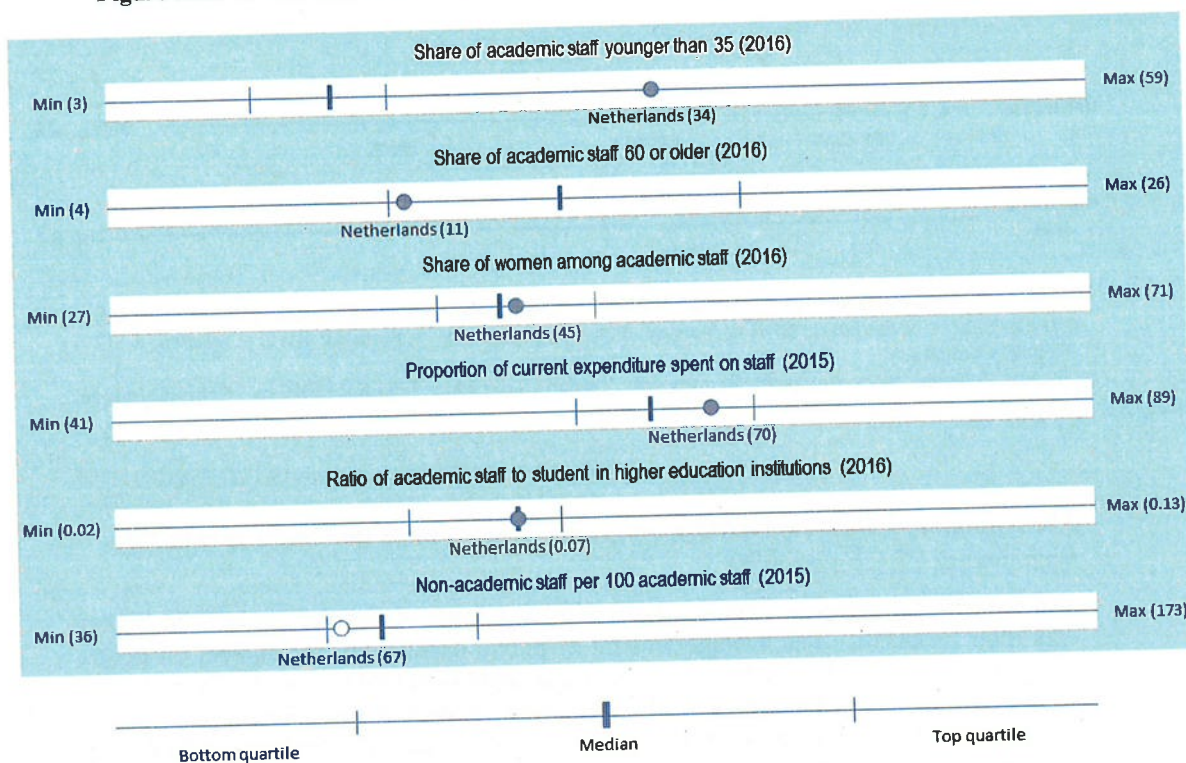 Share of academic staff younger than 35 (2016)
Min (3)
Max (59)
Netherlands (34)
Share of academic staff 60 or older (2016)
Min (4)
Max (26)
Netherlands (11)
Share of women among academic staff (2016)
Min (27)
Max (71)
Netherlands (45)
Proportion of current expenditure spent on staff (2015)
Min (41)
Max (89)
Netherlands (70)
Ratio of academic staff to student in higher education institutions (2016)
Min (0.02)
Max (0.13)
Netherlands (0.07)
Non-academic staff per 100 academic staff (2015)
Min (36)
Max (173)
Netherlands (67)
Bottom quartile
Median
Top quartile